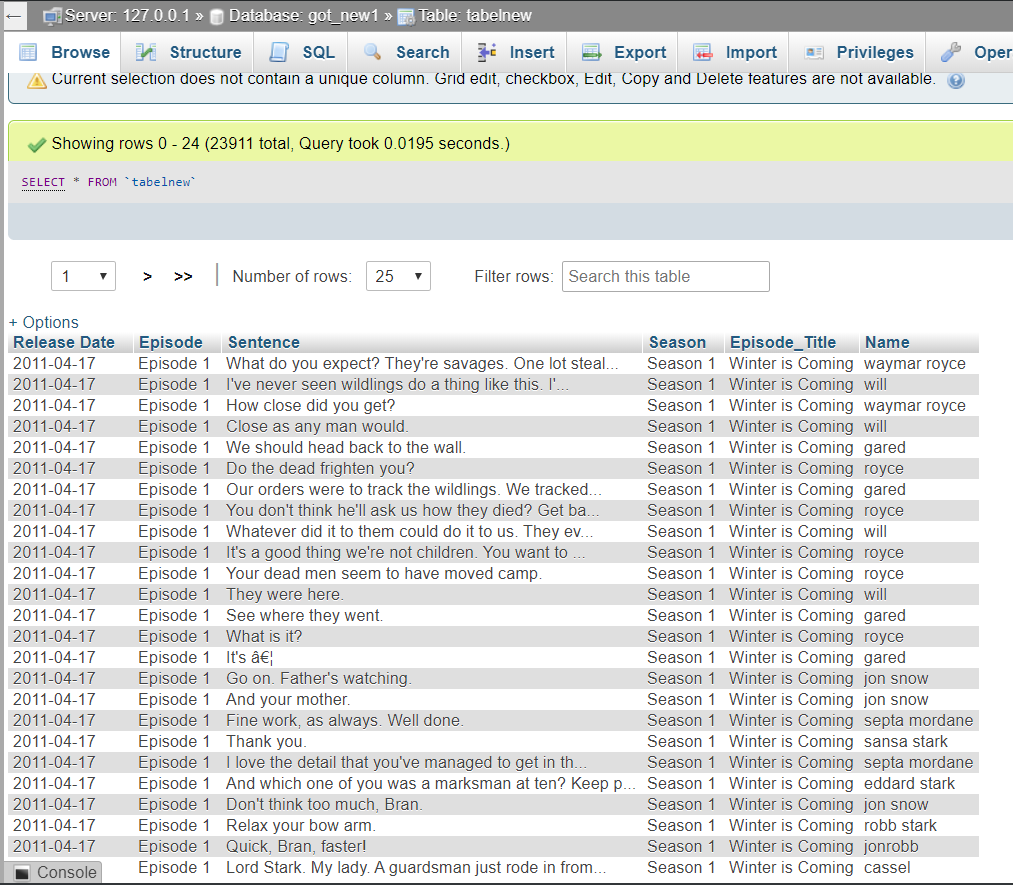 ← Server: 127.0.0.1 » Database: got_new1 » Table: tabelnew
Browse Structure SQL Search Insert Export Import Privileges Oper
Current selection does not contain a unique column. Grid edit, checkbox, Edit, Copy and Delete features are not available.
Showing rows 0 - 24 (23911 total, Query took 0.0195 seconds.)
SELECT * FROM `tabelnew`
1 > >> | Number of rows: 25 Filter rows: Search this table
+ Options
Release Date Episode Sentence Season Episode_Title Name
2011-04-17 Episode 1 What do you expect? They're savages. One lot steal... Season 1 Winter is Coming waymar royce
2011-04-17 Episode 1 I've never seen wildlings do a thing like this. I'... Season 1 Winter is Coming will
2011-04-17 Episode 1 How close did you get? Season 1 Winter is Coming waymar royce
2011-04-17 Episode 1 Close as any man would. Season 1 Winter is Coming will
2011-04-17 Episode 1 We should head back to the wall. Season 1 Winter is Coming gared
2011-04-17 Episode 1 Do the dead frighten you? Season 1 Winter is Coming royce
2011-04-17 Episode 1 Our orders were to track the wildlings. We tracked... Season 1 Winter is Coming gared
2011-04-17 Episode 1 You don't think he'll ask us how they died? Get ba... Season 1 Winter is Coming royce
2011-04-17 Episode 1 Whatever did it to them could do it to us. They ev... Season 1 Winter is Coming will
2011-04-17 Episode 1 It's a good thing we're not children. You want to ... Season 1 Winter is Coming royce
2011-04-17 Episode 1 Your dead men seem to have moved camp. Season 1 Winter is Coming royce
2011-04-17 Episode 1 They were here. Season 1 Winter is Coming will
2011-04-17 Episode 1 See where they went. Season 1 Winter is Coming gared
2011-04-17 Episode 1 What is it? Season 1 Winter is Coming royce
2011-04-17 Episode 1 It's â€¦ Season 1 Winter is Coming gared
2011-04-17 Episode 1 Go on. Father's watching. Season 1 Winter is Coming jon snow
2011-04-17 Episode 1 And your mother. Season 1 Winter is Coming jon snow
2011-04-17 Episode 1 Fine work, as always. Well done. Season 1 Winter is Coming septa mordane
2011-04-17 Episode 1 Thank you. Season 1 Winter is Coming sansa stark
2011-04-17 Episode 1 I love the detail that you've managed to get in th... Season 1 Winter is Coming septa mordane
2011-04-17 Episode 1 And which one of you was a marksman at ten? Keep p... Season 1 Winter is Coming eddard stark
2011-04-17 Episode 1 Don't think too much, Bran. Season 1 Winter is Coming jon snow
2011-04-17 Episode 1 Relax your bow arm. Season 1 Winter is Coming robb stark
2011-04-17 Episode 1 Quick, Bran, faster! Season 1 Winter is Coming jonrobb
Console Episode 1 Lord Stark. My lady. A guardsman just rode in from... Season 1 Winter is Coming cassel